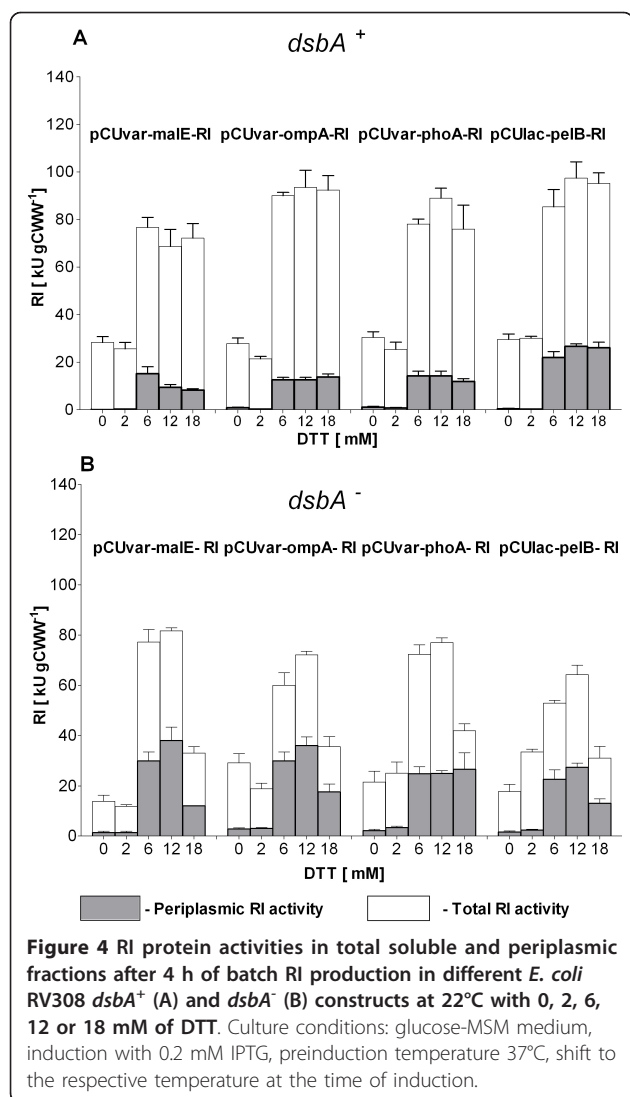 A
dsbA +
140
120
100
80
60
40
20
0
RI [ kU gCWW-1]
pCUvar-malE-RI pCUvar-ompA-RI pCUvar-phoA-RI pCUlac-pelB-RI
0 2 6 12 18 0 2 6 12 18 0 2 6 12 18 0 2 6 12 18
DTT [ mM]
B
dsbA -
140
120
100
80
60
40
20
0
RI [ kU gCWW-1]
pCUvar-malE- RI pCUvar-ompA- RI pCUvar-phoA- RI pCUlac-pelB- RI
0 2 6 12 18 0 2 6 12 18 0 2 6 12 18 0 2 6 12 18
DTT [ mM]
- Periplasmic RI activity - Total RI activity
Figure 4 RI protein activities in total soluble and periplasmic
fractions after 4 h of batch RI production in different E. coli
RV308 dsbA+ (A) and dsbA- (B) constructs at 22°C with 0, 2, 6,
12 or 18 mM of DTT. Culture conditions: glucose-MSM medium,
induction with 0.2 mM IPTG, preinduction temperature 37°C, shift to
the respective temperature at the time of induction.